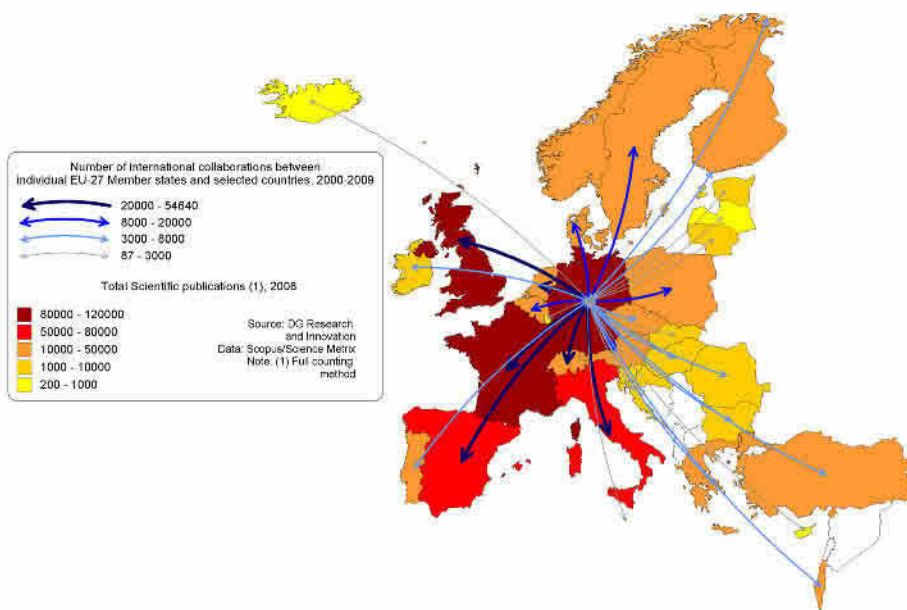 Number of international collaborations between
individual EU-27 Member states and selected countries, 2000-2009
20000 - 54640
8000 - 20000
3000 - 8000
87 - 3000
Total Scientific publications (1), 2008
80000 - 120000
50000 - 80000
10000 - 50000
1000 - 10000
200 - 1000
Source: DG Research
and Innovation
Data: Scopus/Science Metrix
Note: (1) Full counting
method